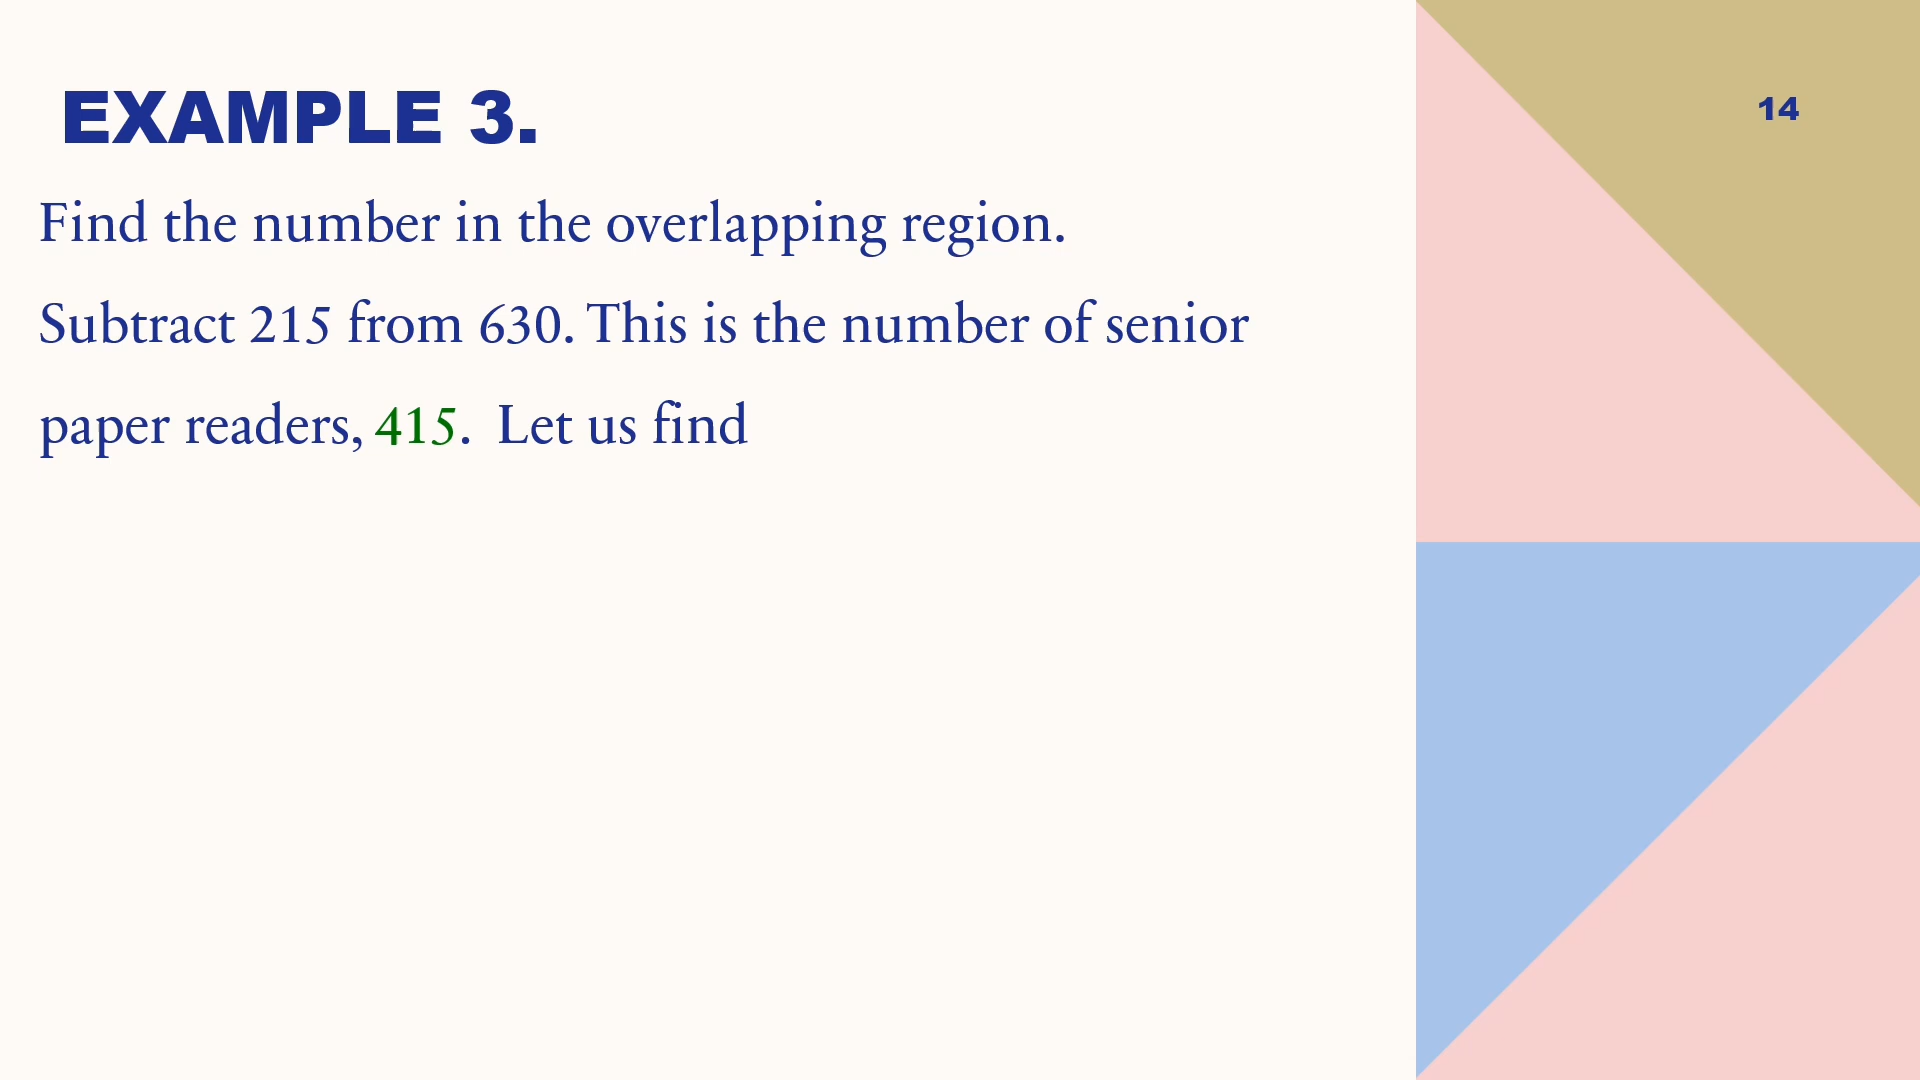 EXAMPLE 3.
14
Find the number in the overlapping region.
Subtract 215 from 630. This is the number of senior
paper readers, 415.  Let us find